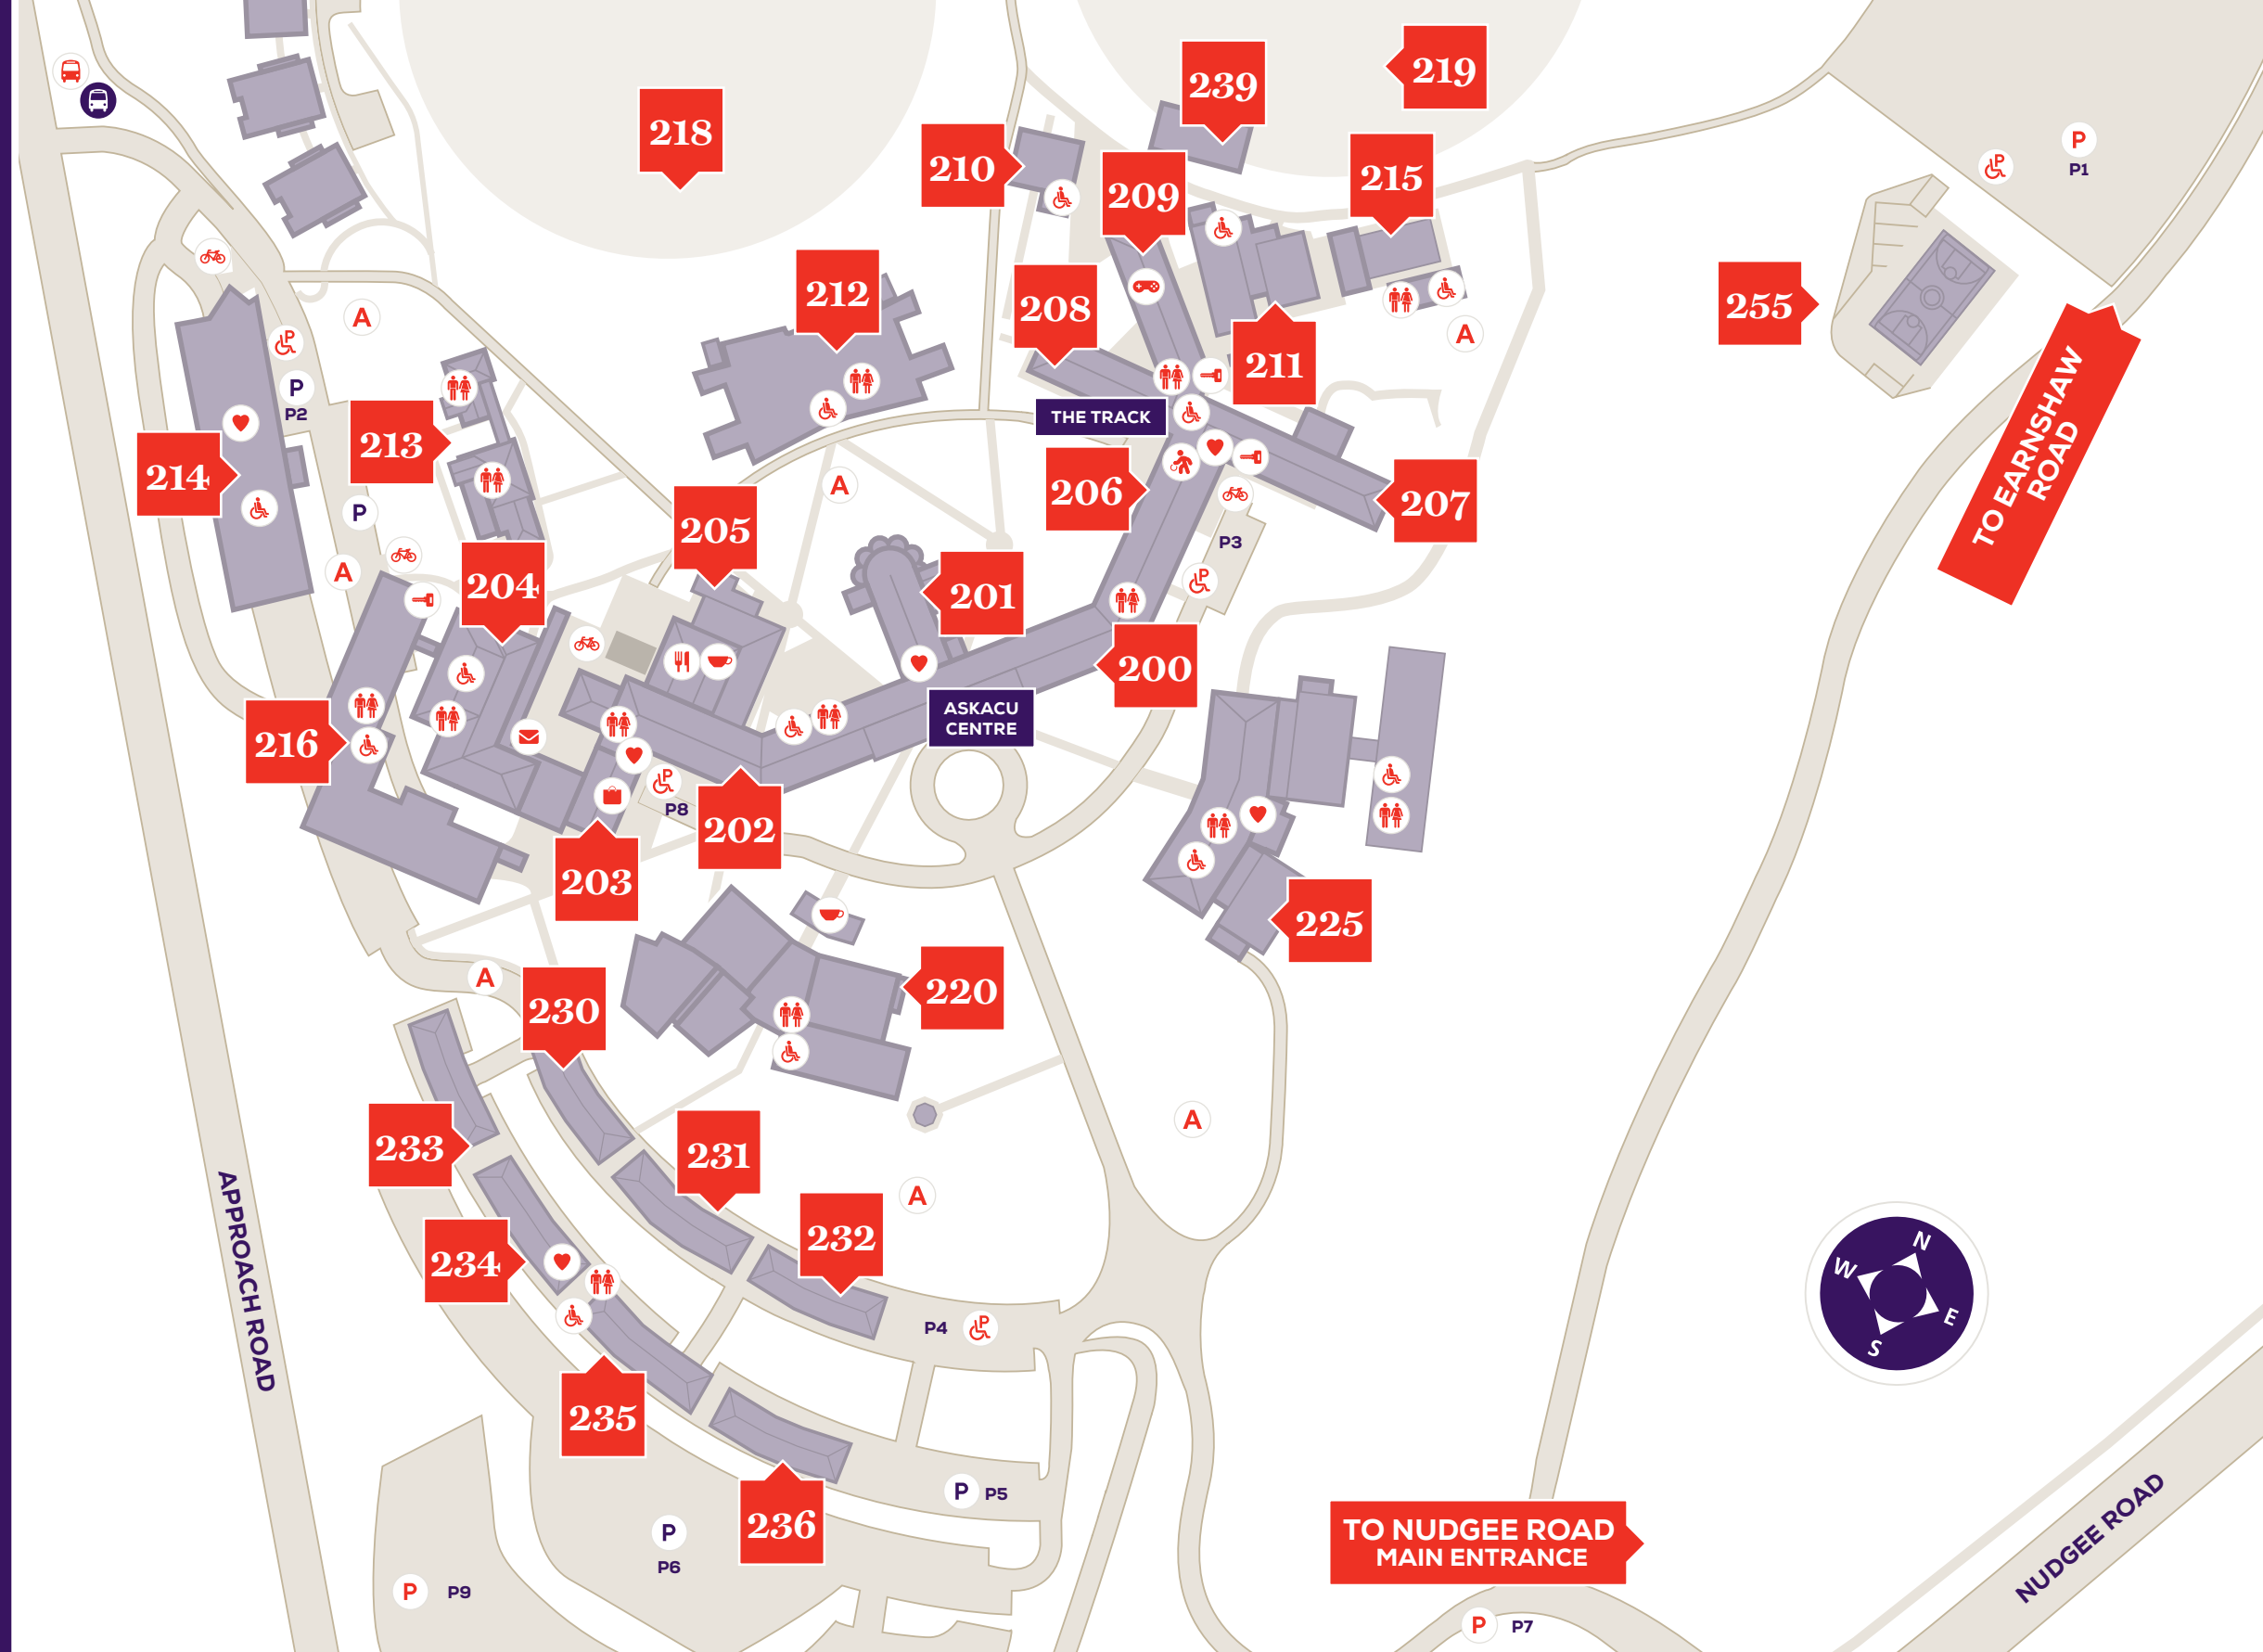 219
239
218
210
P
P1
215
209
212
208
255
A
A
211
TO EARNSHAW
ROAD
P
P2
THE TRACK
213
214
A
206
207
P
205
P3
A
204
201
200
ASKACU
CENTRE
216
P8
202
203
225
A
220
230
A
233
231
A
232
234
N
W
E
S
P4
APPROACH ROAD
235
P
P5
236
P
P6
TO NUDGEE ROAD
MAIN ENTRANCE
NUDGEE ROAD
P
P9
P
P7